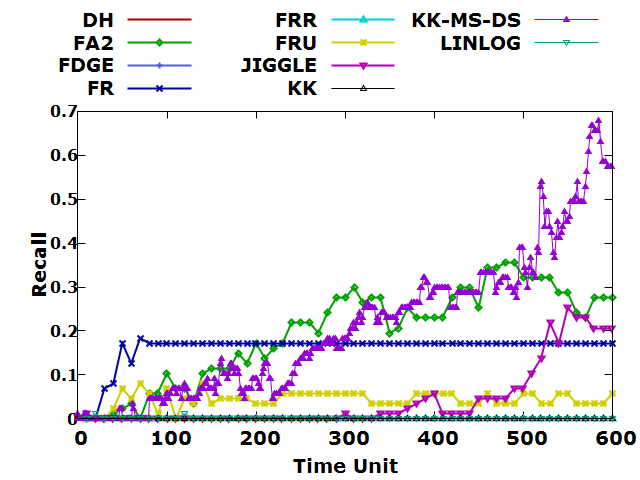 DH FRR KK-MS-DS
FA2 FRU LINLOG
FDGE JIGGLE
FR KK
0.7
0.6
0.5
0.4
0.3
0.2
0.1
0
0 100 200 300 400 500 600
Recall
Time Unit